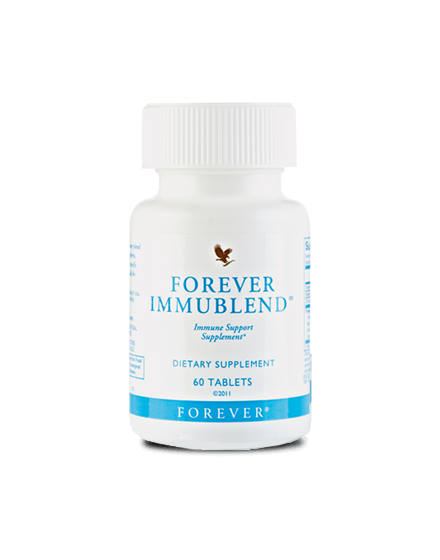 FOREVER
IMMUBLEND®
Immune Support
Supplement*
DIETARY SUPPLEMENT
60 TABLETS
©2011
FOREVER®